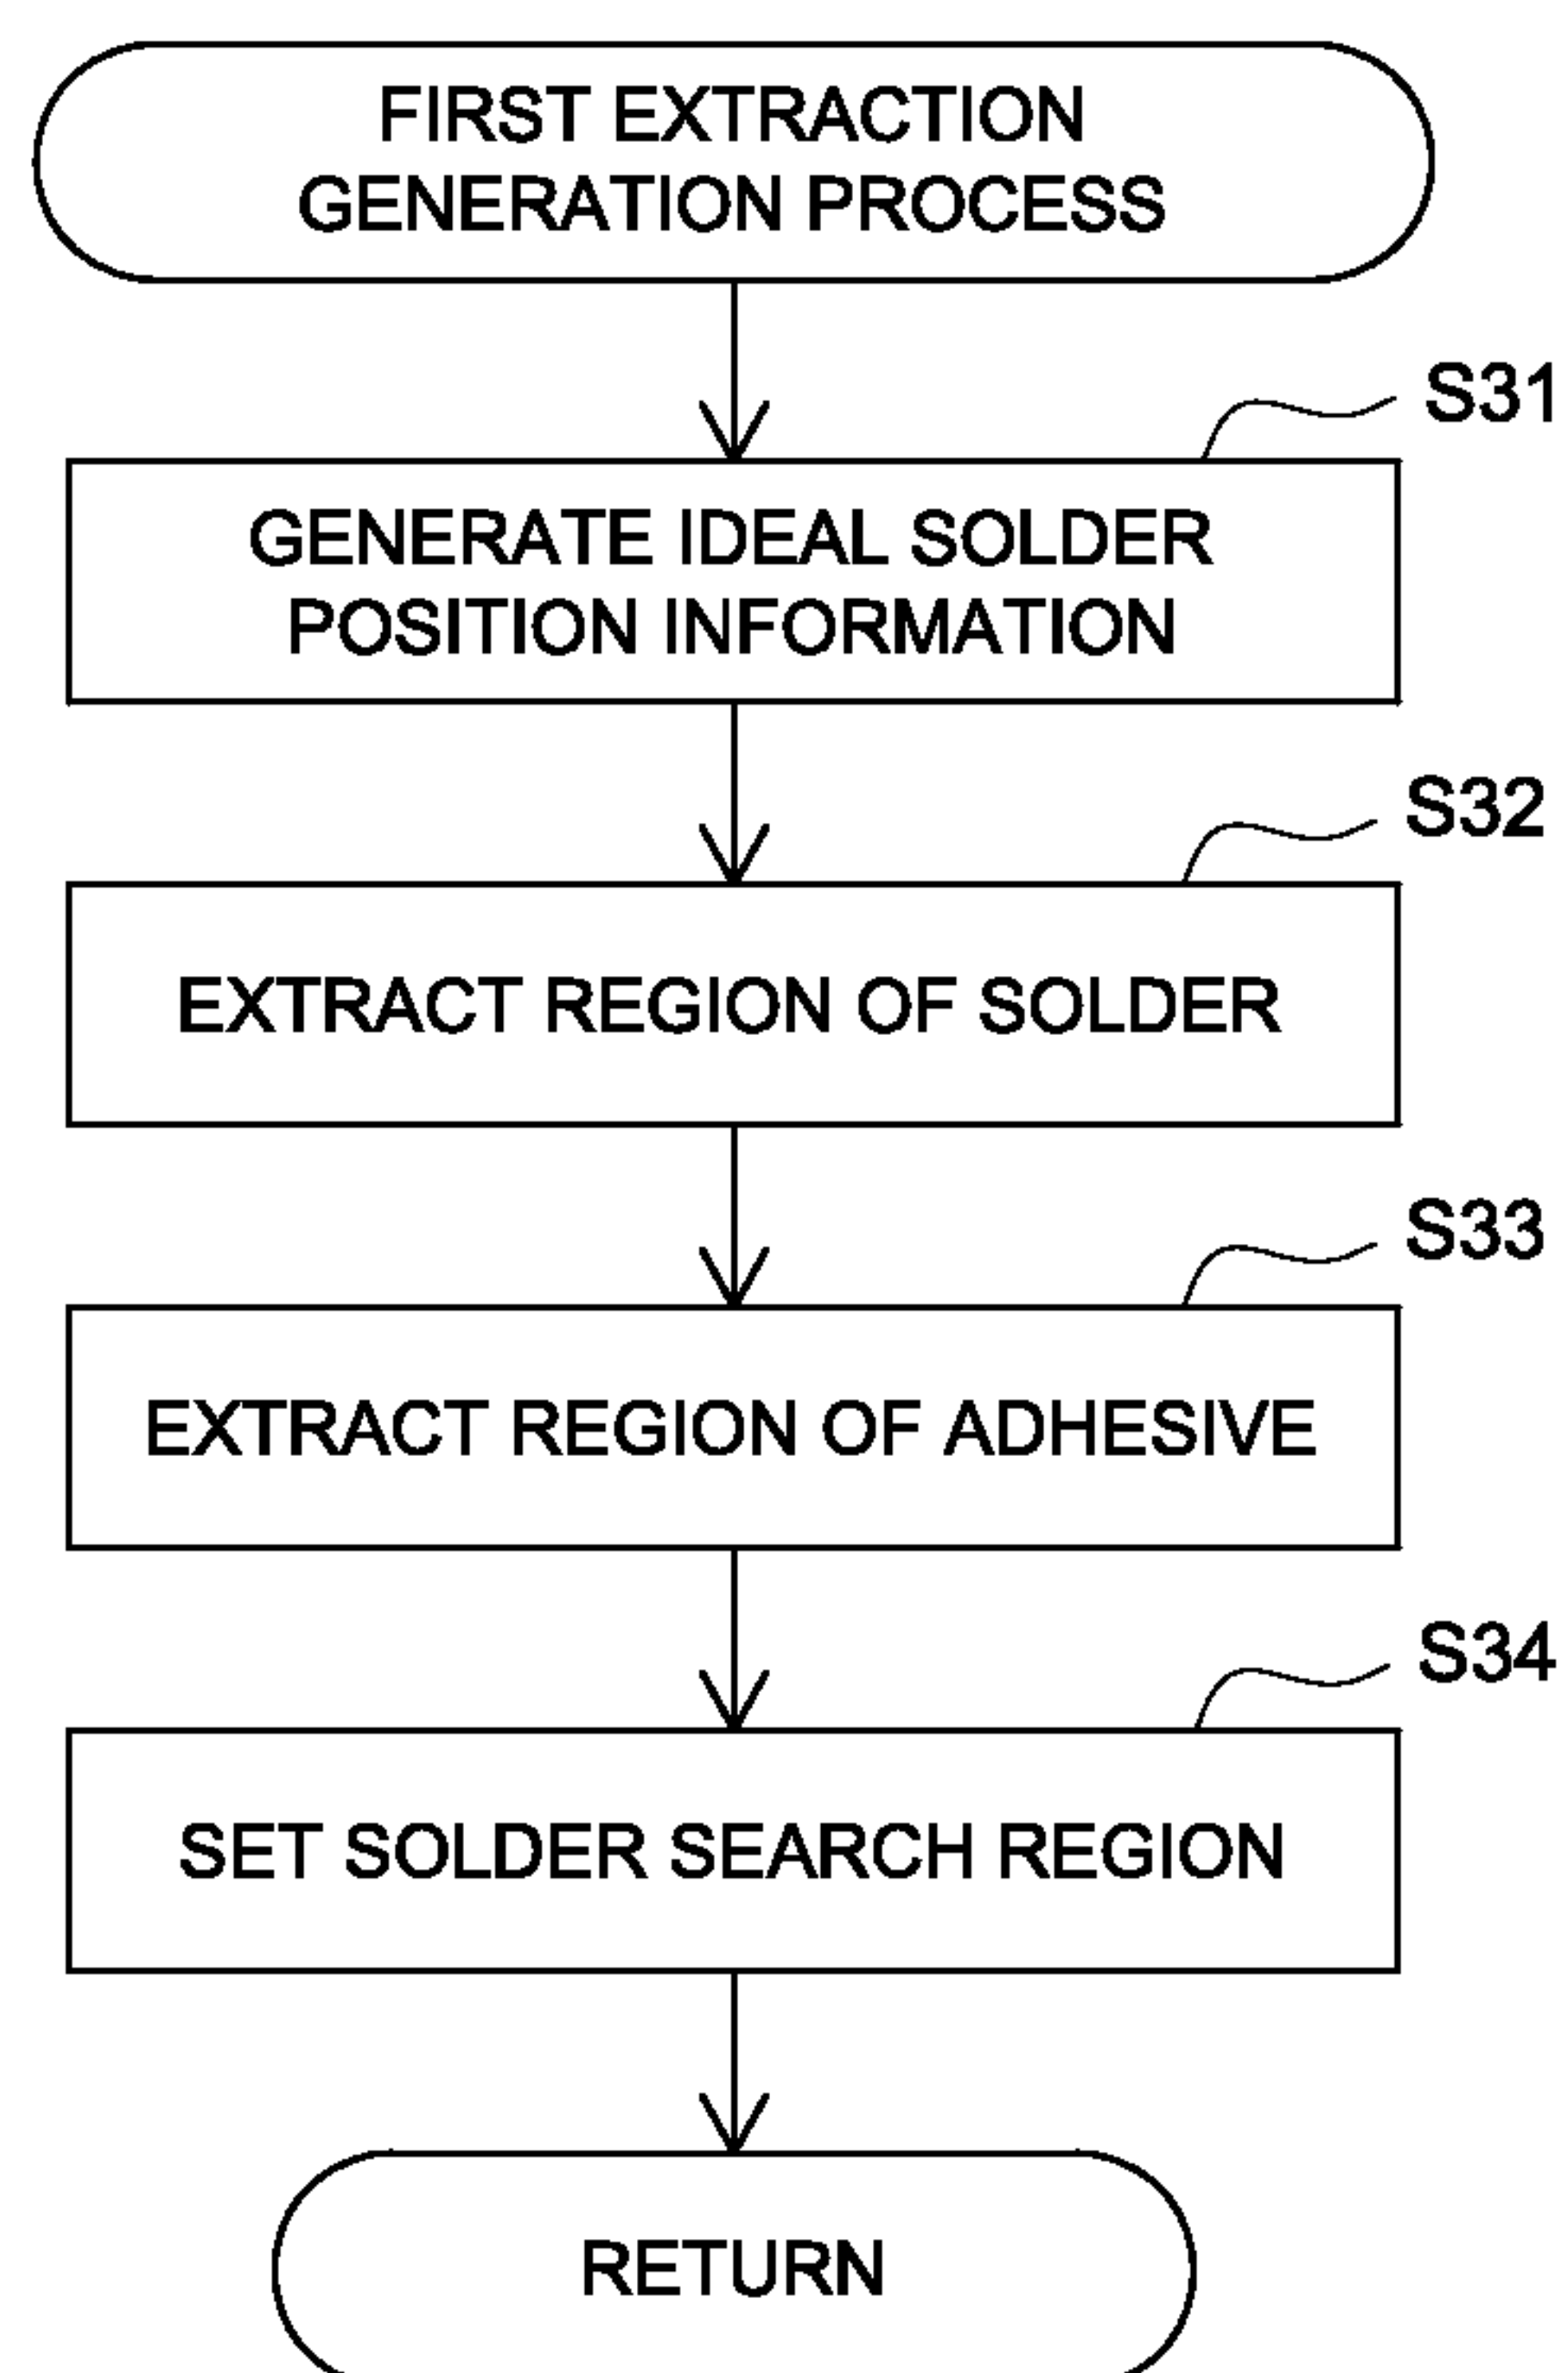 FIRST EXTRACTION
GENERATION PROCESS
S31
GENERATE IDEAL SOLDER
POSITION INFORMATION
S32
EXTRACT REGION OF SOLDER
S33
EXTRACT REGION OF ADHESIVE
S34
SET SOLDER SEARCH REGION
RETURN